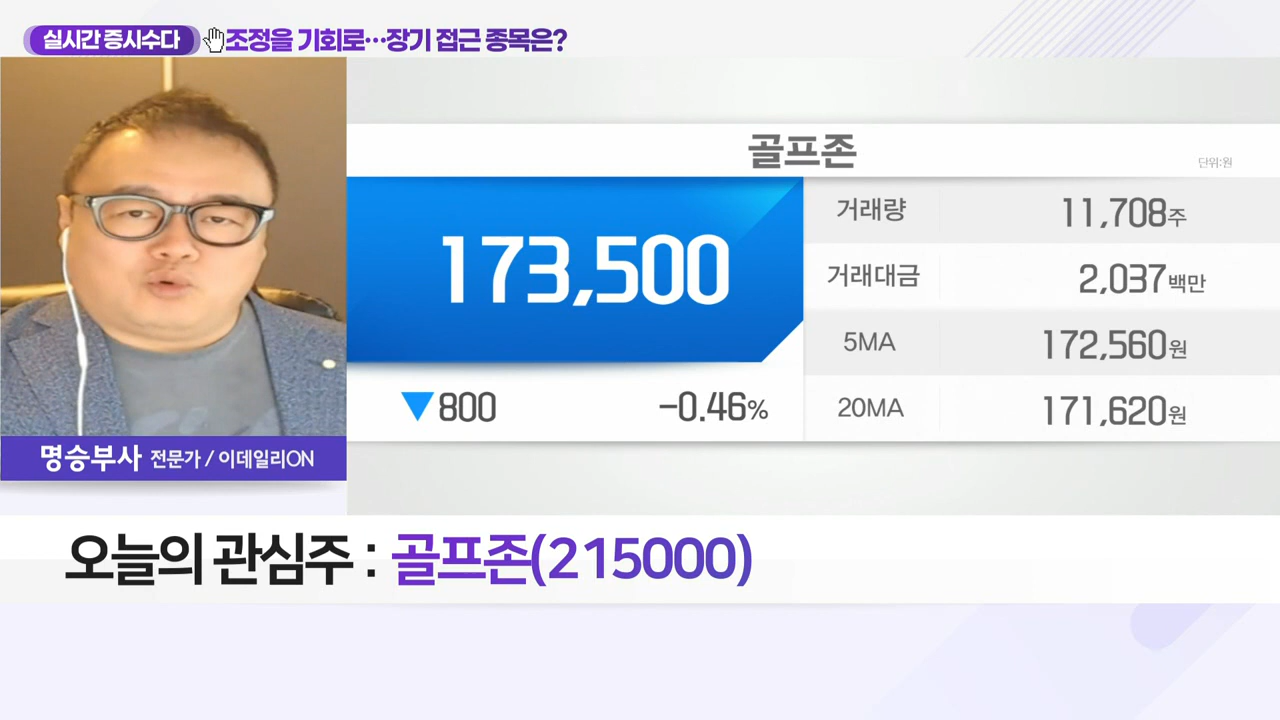 실시간 증시수다 조정을 기회로…장기 접근 종목은?
골프존
단위:원
173,500
▼800 -0.46%
거래량 11,708주
거래대금 2,037백만
5MA 172,560원
20MA 171,620원
명승부사 전문가 / 이데일리ON
오늘의 관심주 : 골프존(215000)